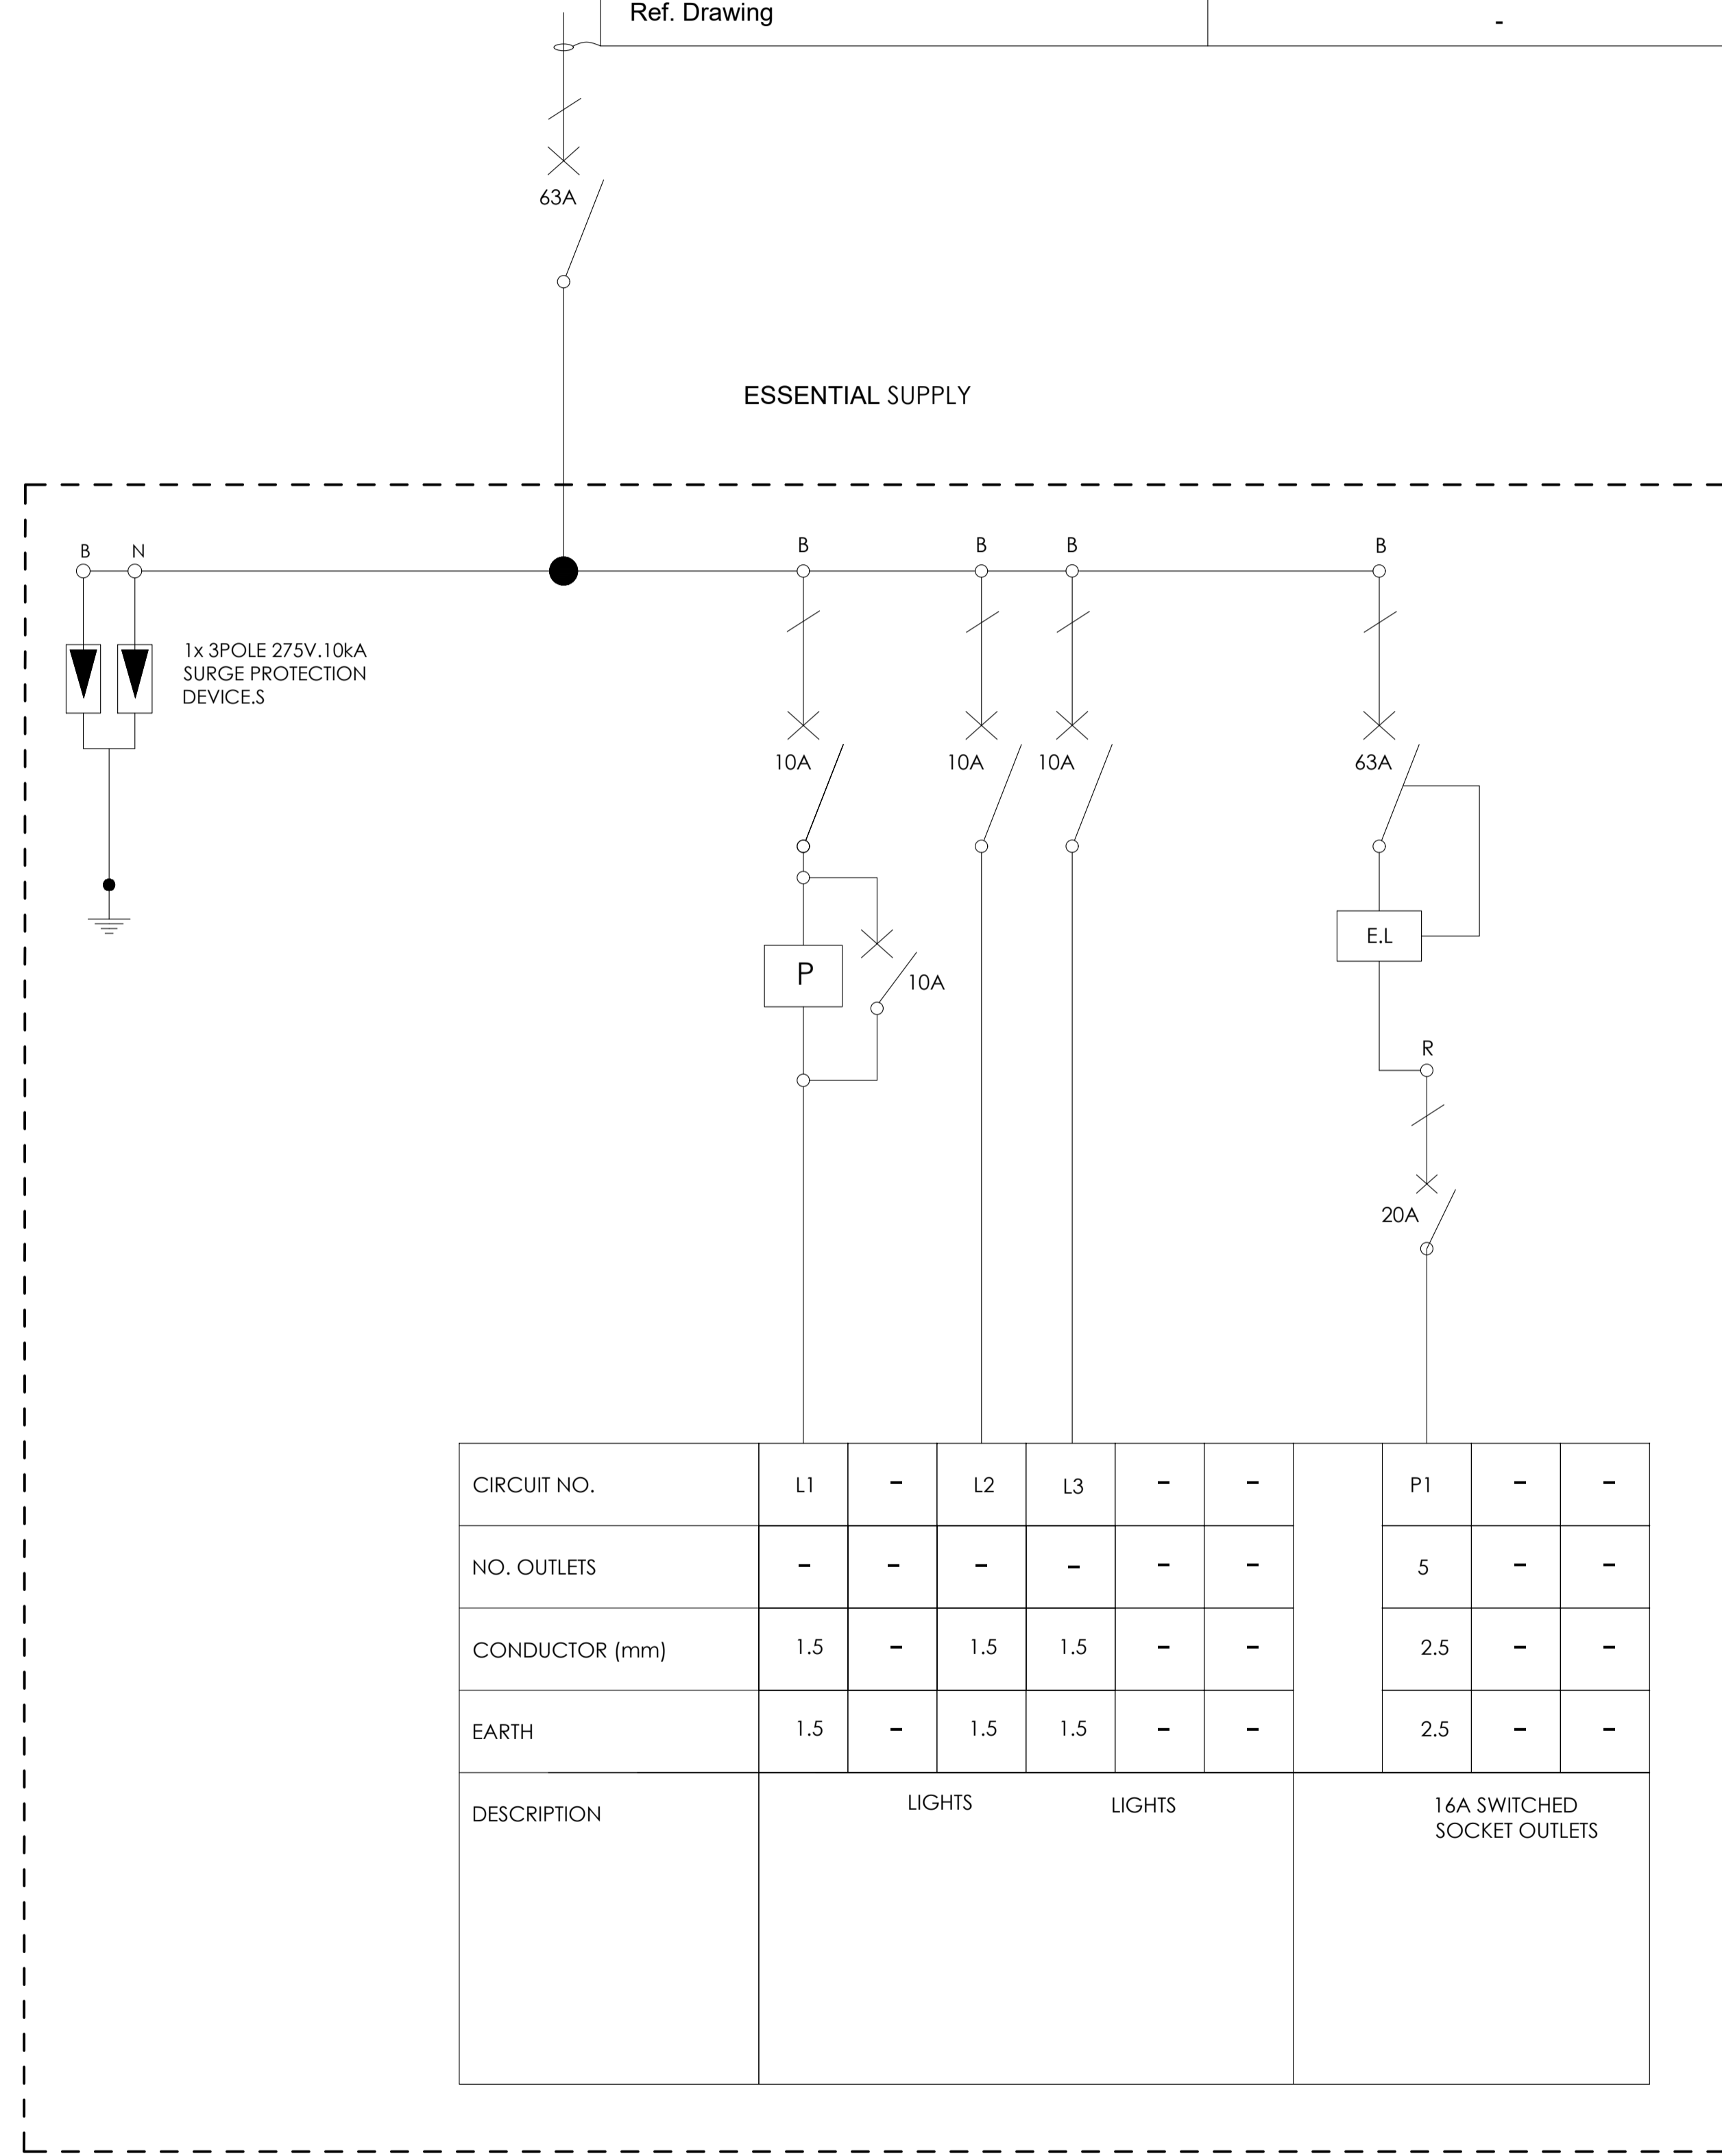 Ref. Drawing -
63A
ESSENTIAL SUPPLY
B N B B B B
1x 3POLE 275V.10kA
SURGE PROTECTION
DEVICE.S
10A 10A 10A 63A
E.L
P
10A
R
20A
CIRCUIT NO. L1 - L2 L3 - - P1 - -
NO. OUTLETS - - - - - - 5 - -
CONDUCTOR (mm) 1.5 - 1.5 1.5 - - 2.5 - -
EARTH 1.5 - 1.5 1.5 - - 2.5 - -
DESCRIPTION LIGHTS LIGHTS 16A SWITCHED
SOCKET OUTLETS